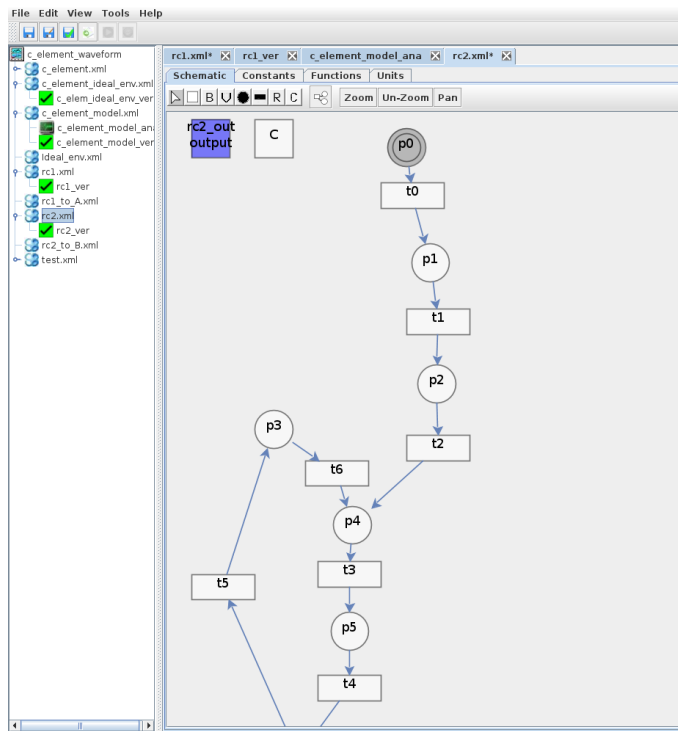 File Edit View Tools Help
c_element_waveform
c_element.xml
c_element_ideal_env.xml
c_elem_ideal_env_ver
c_element_model.xml
c_element_model_ana
c_element_model_ver
Ideal_env.xml
rc1.xml
rc1_ver
rc1_to_A.xml
rc2.xml
rc2_ver
rc2_to_B.xml
test.xml
rc1.xml* rc1_ver c_element_model_ana rc2.xml*
Schematic Constants Functions Units
B U R C Zoom Un-Zoom Pan
rc2_out
output
C
p0
t0
p1
t1
p2
t2
p3
t6
p4
t3
t5
p5
t4